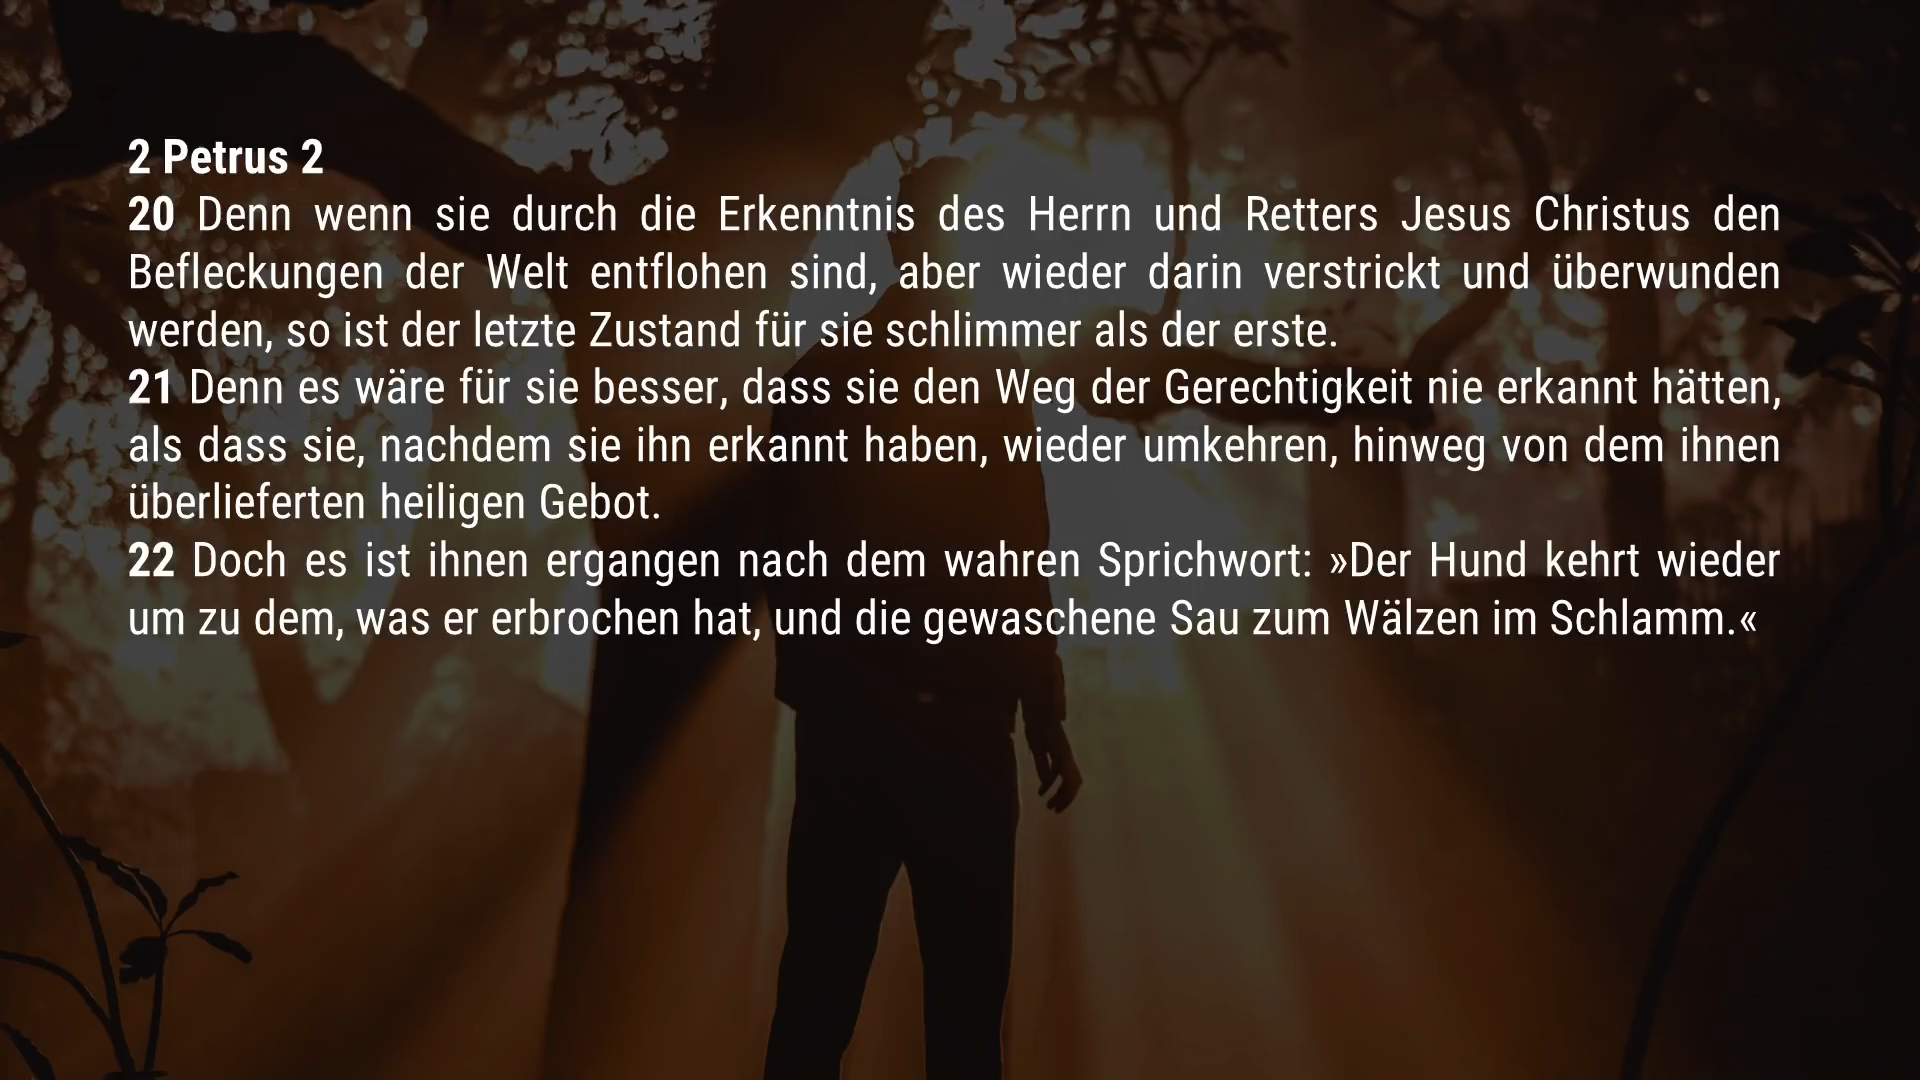 2 Petrus 2
20 Denn wenn sie durch die Erkenntnis des Herrn und Retters Jesus Christus den
Befleckungen der Welt entflohen sind, aber wieder darin verstrickt und überwunden
werden, so ist der letzte Zustand für sie schlimmer als der erste.
21 Denn es wäre für sie besser, dass sie den Weg der Gerechtigkeit nie erkannt hätten,
als dass sie, nachdem sie ihn erkannt haben, wieder umkehren, hinweg von dem ihnen
überlieferten heiligen Gebot.
22 Doch es ist ihnen ergangen nach dem wahren Sprichwort: »Der Hund kehrt wieder
um zu dem, was er erbrochen hat, und die gewaschene Sau zum Wälzen im Schlamm.«